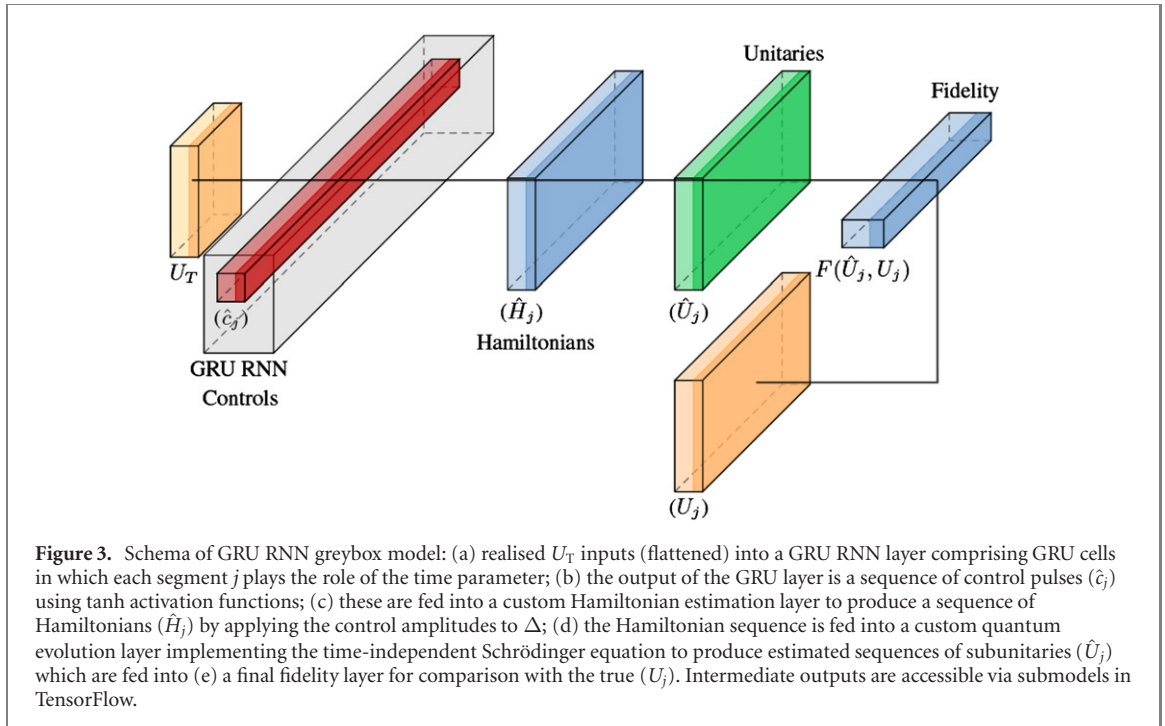 Unitaries
Fidelity
U_T
(ĉ_j)
GRU RNN
Controls
(Ĥ_j)
Hamiltonians
(Û_j)
F(Û_j, U_j)
(U_j)
Figure 3. Schema of GRU RNN greybox model: (a) realised U_T inputs (flattened) into a GRU RNN layer comprising GRU cells
in which each segment j plays the role of the time parameter; (b) the output of the GRU layer is a sequence of control pulses (ĉ_j)
using tanh activation functions; (c) these are fed into a custom Hamiltonian estimation layer to produce a sequence of
Hamiltonians (Ĥ_j) by applying the control amplitudes to Δ; (d) the Hamiltonian sequence is fed into a custom quantum
evolution layer implementing the time-independent Schrödinger equation to produce estimated sequences of subunitaries (Û_j)
which are fed into (e) a final fidelity layer for comparison with the true (U_j). Intermediate outputs are accessible via submodels in
TensorFlow.